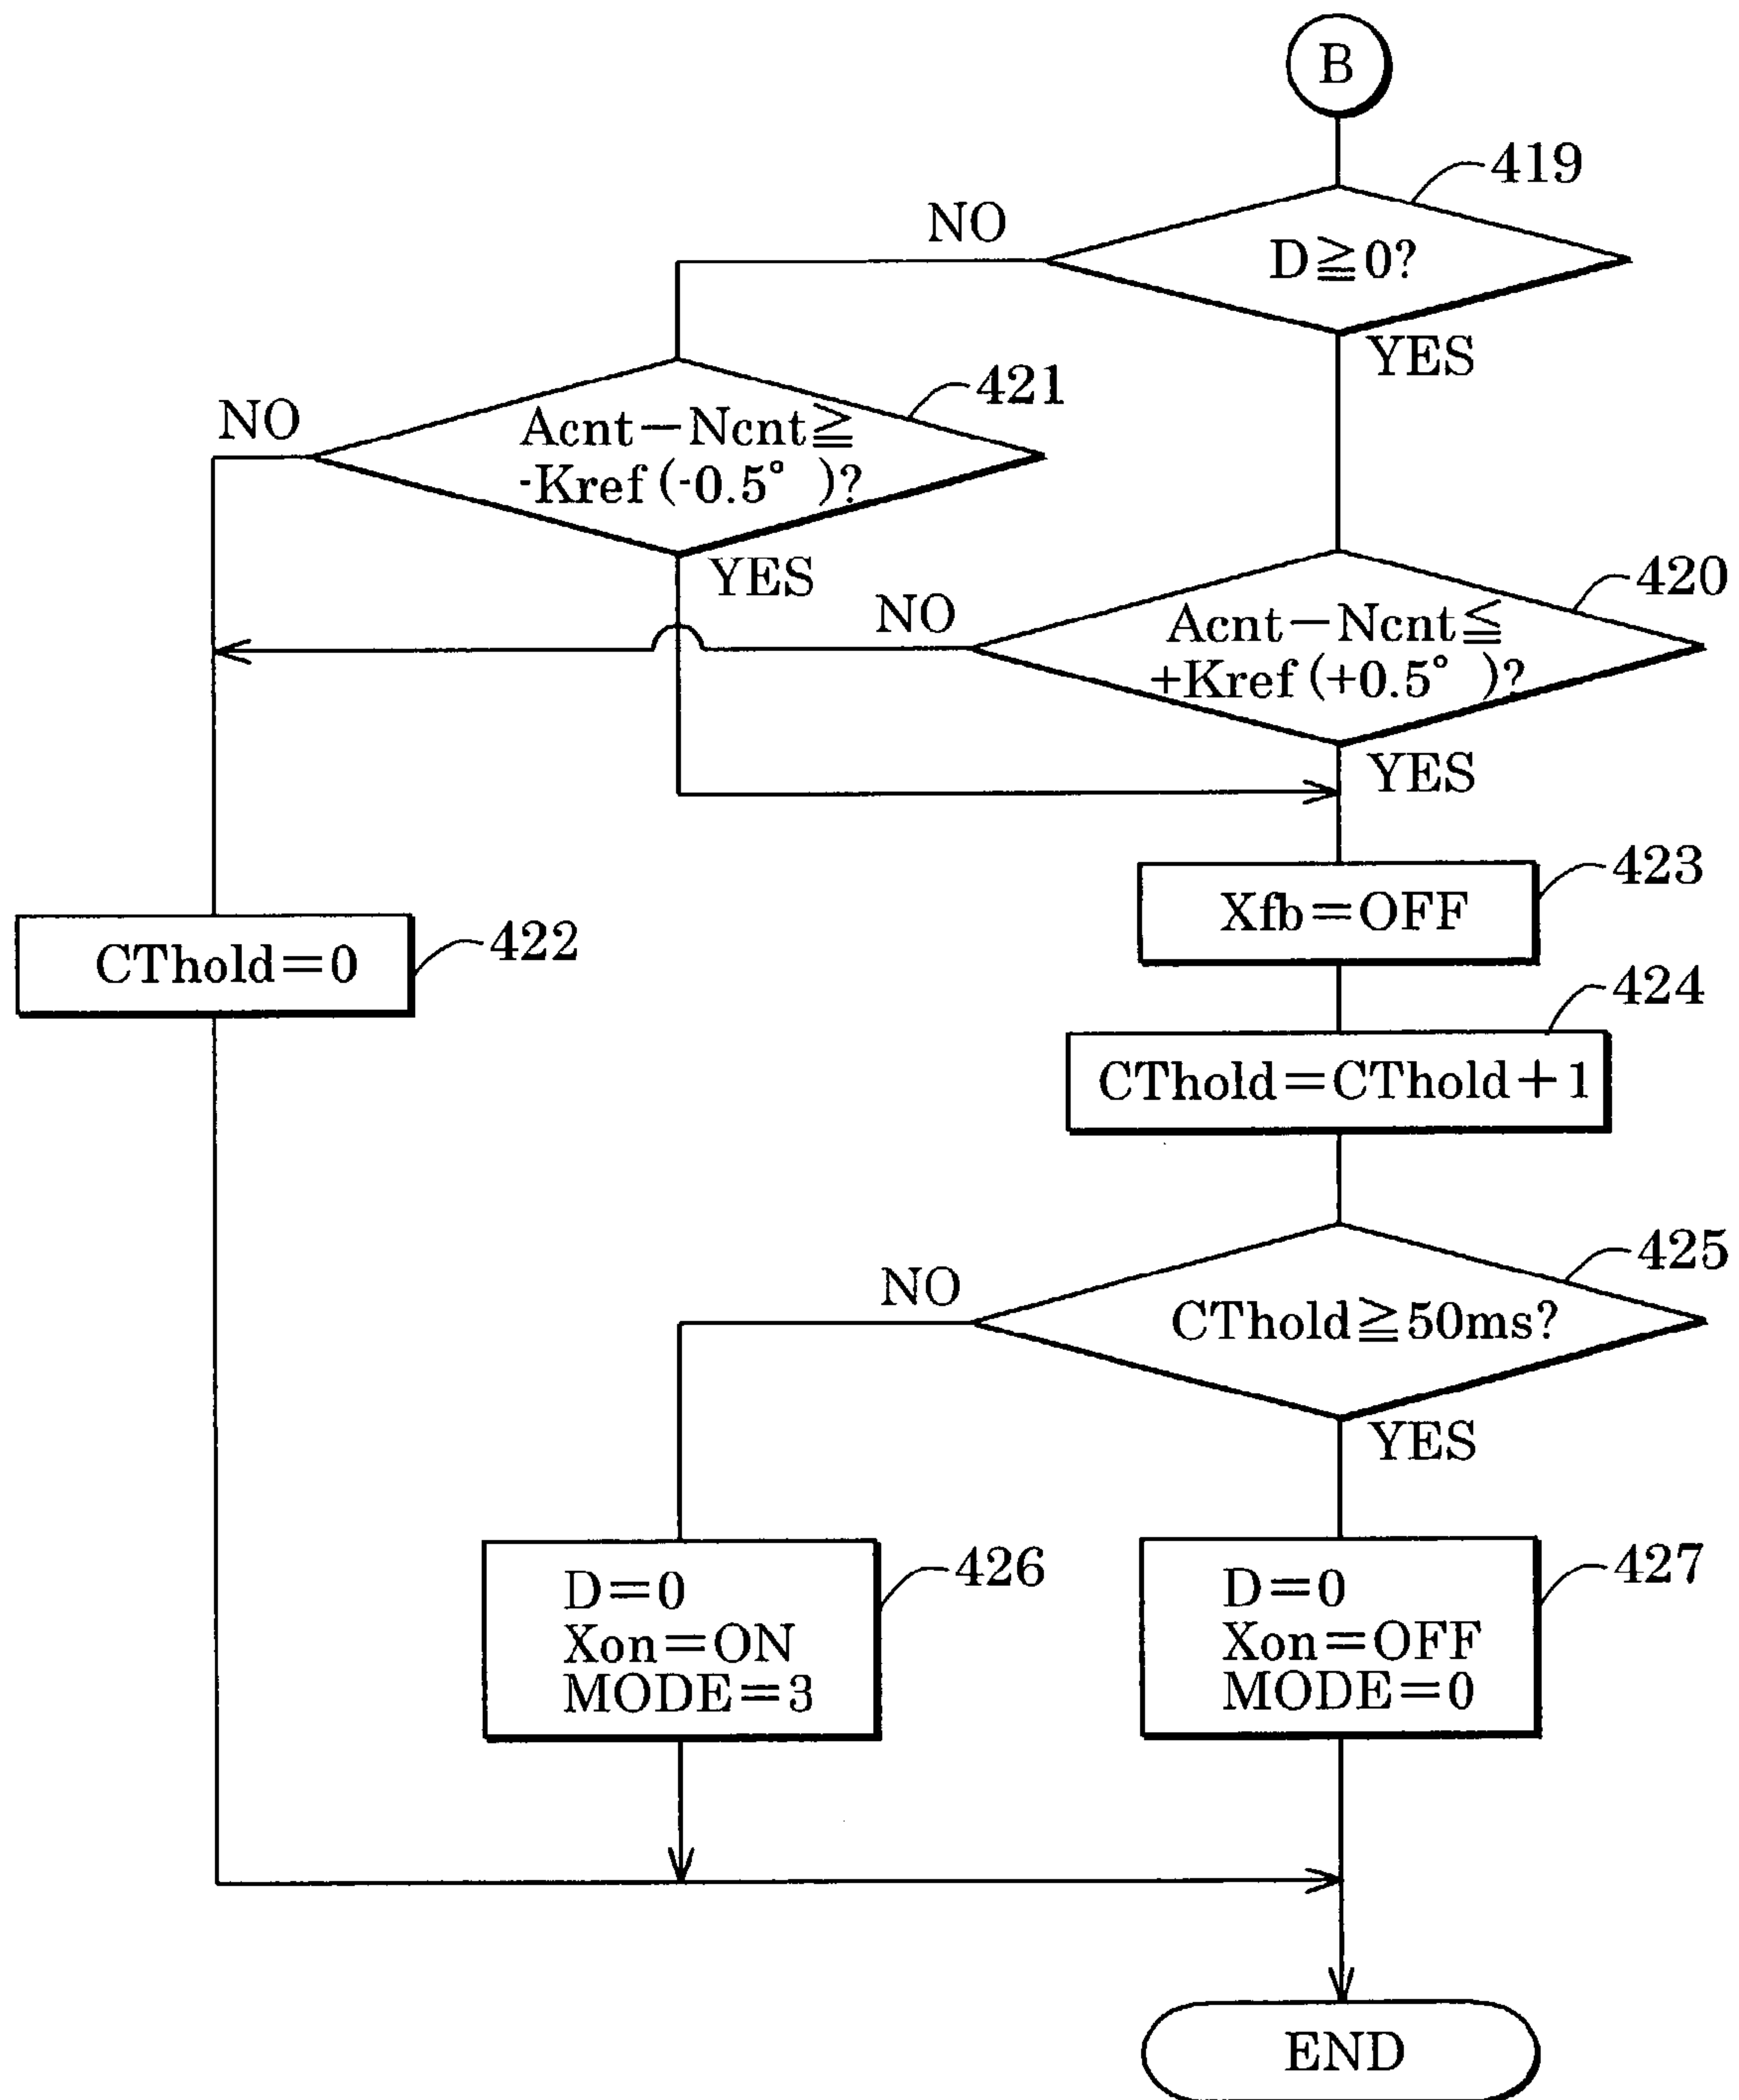 B
419
NO
D≧0?
YES
421
NO
Acnt−Ncnt≧
-Kref(-0.5° )?
YES
420
NO
Acnt−Ncnt≦
+Kref(+0.5° )?
YES
423
Xfb=OFF
422
CThold=0
424
CThold=CThold+1
425
NO
CThold≧50ms?
YES
426
D=0
Xon=ON
MODE=3
427
D=0
Xon=OFF
MODE=0
END